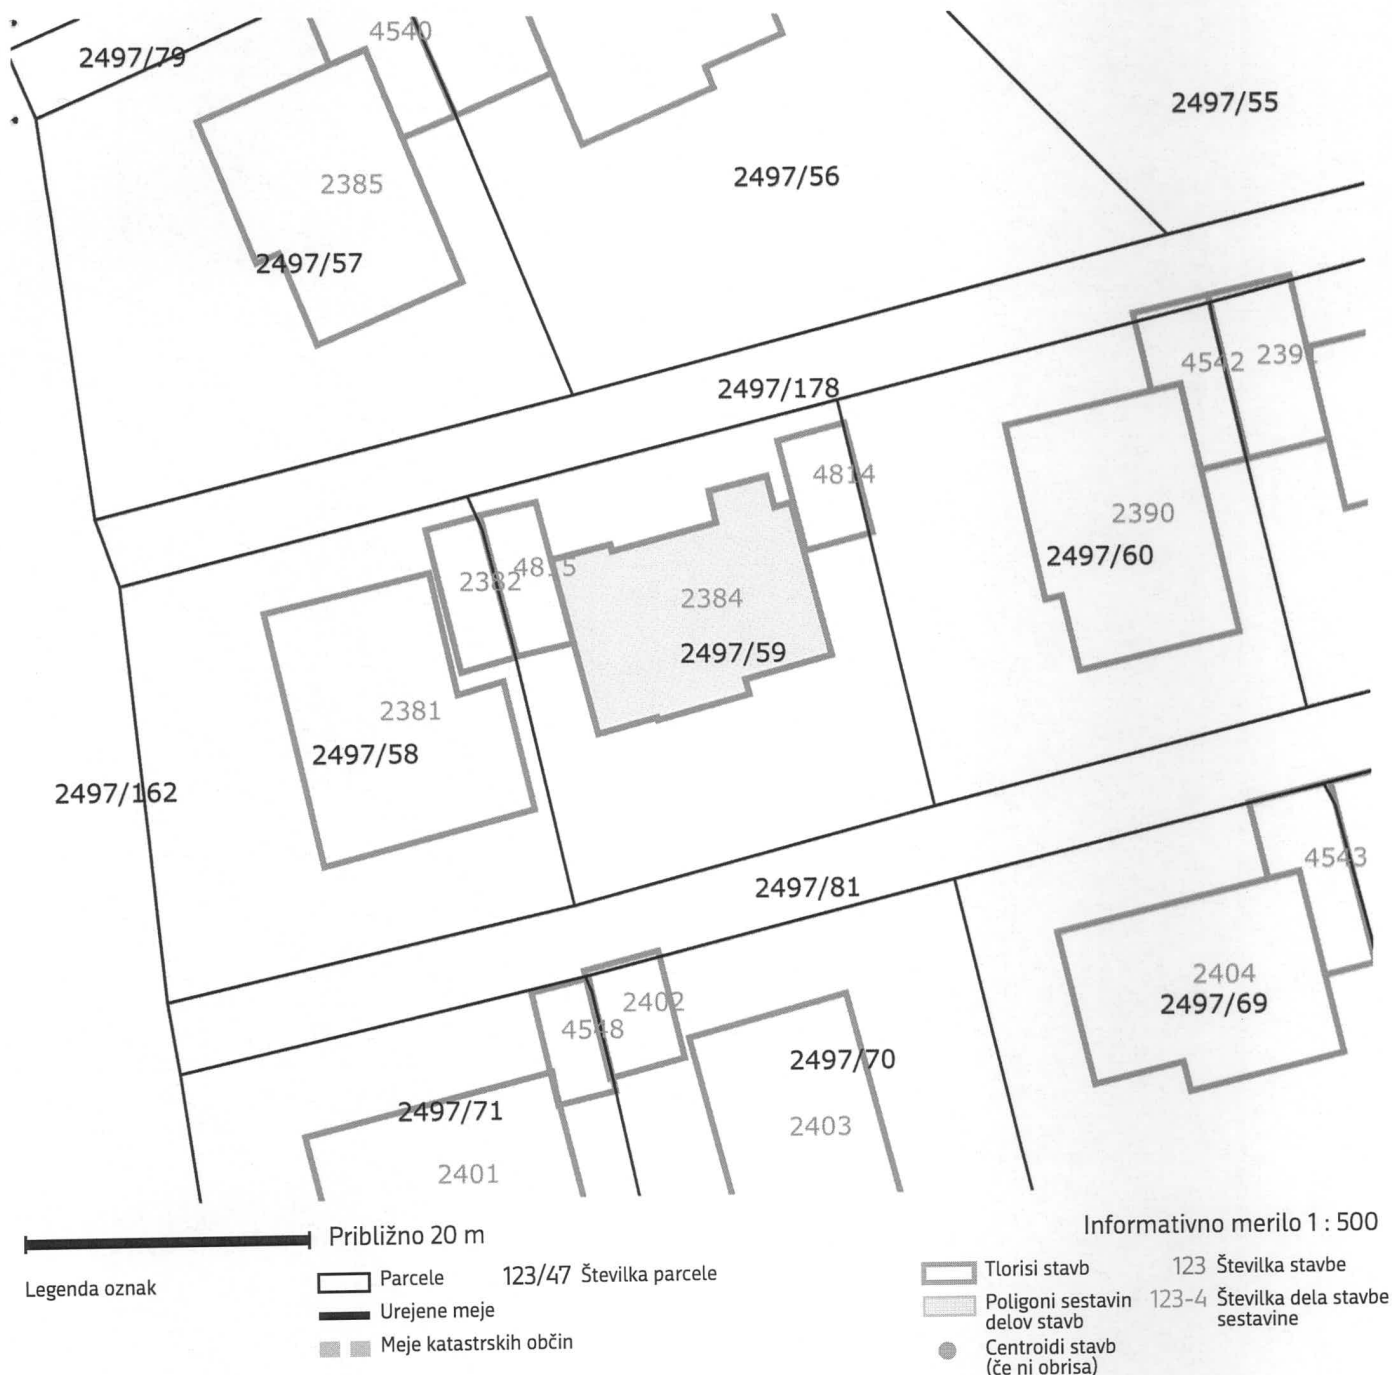 4540
2497/79
2497/55
2497/56
2385
2497/57
4542
2391
2497/178
4814
2390
2497/60
4815
2382
2384
2497/59
2381
2497/58
2497/162
4543
2497/81
2404
2497/69
2402
4548
2497/70
2497/71
2403
2401
Približno 20 m
Informativno merilo 1 : 500
Legenda oznak
Parcele
123/47 Številka parcele
Urejene meje
Meje katastrskih občin
Tlorisi stavb
123 Številka stavbe
Poligoni sestavin
delov stavb
123-4 Številka dela stavbe
sestavine
Centroidi stavb
(če ni obrisa)